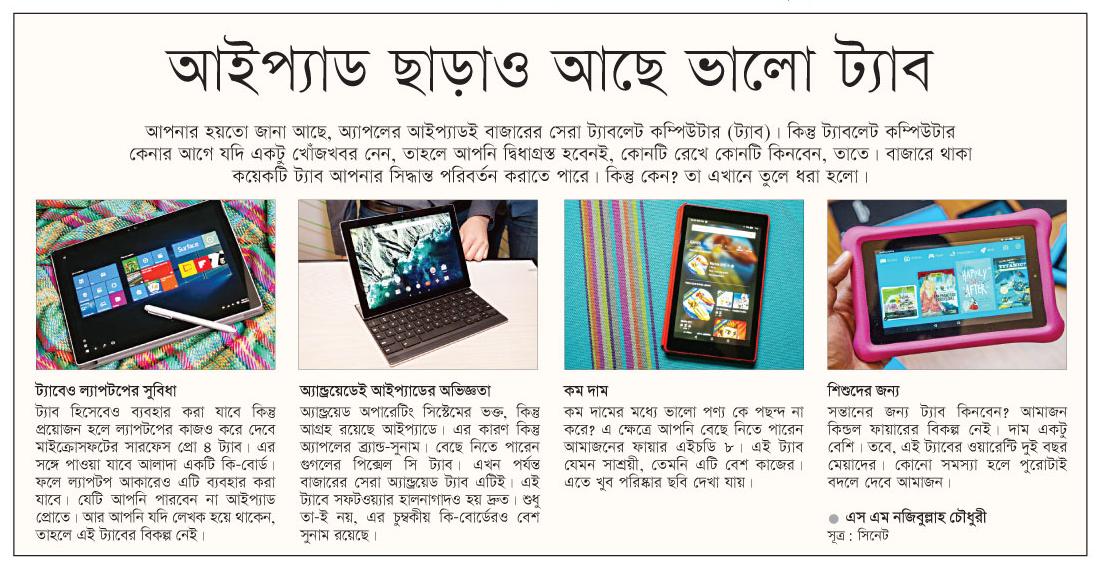 আইপ্যাড ছাড়াও আছে ভালো ট্যাব
আপনার হয়তো জানা আছে, অ্যাপলের আইপ্যাডই বাজারের সেরা ট্যাবলেট কম্পিউটার (ট্যাব)। কিন্তু ট্যাবলেট কম্পিউটার
কেনার আগে যদি একটু খোঁজখবর নেন, তাহলে আপনি দ্বিধাগ্রস্ত হবেনই, কোনটি রেখে কোনটি কিনবেন, তাতে। বাজারে থাকা
কয়েকটি ট্যাব আপনার সিদ্ধান্ত পরিবর্তন করাতে পারে। কিন্তু কেন? তা এখানে তুলে ধরা হলো।
Surface
HAPPILY
AFTER
TITANIC
ট্যাবেও ল্যাপটপের সুবিধা
ট্যাব হিসেবেও ব্যবহার করা যাবে কিন্তু
প্রয়োজন হলে ল্যাপটপের কাজও করে দেবে
মাইক্রোসফটের সারফেস প্রো ৪ ট্যাব। এর
সঙ্গে পাওয়া যাবে আলাদা একটি কি-বোর্ড।
ফলে ল্যাপটপ আকারেও এটি ব্যবহার করা
যাবে। যেটি আপনি পারবেন না আইপ্যাড
প্রোতে। আর আপনি যদি লেখক হয়ে থাকেন,
তাহলে এই ট্যাবের বিকল্প নেই।
অ্যান্ড্রয়েডেই আইপ্যাডের অভিজ্ঞতা
অ্যান্ড্রয়েড অপারেটিং সিস্টেমের ভক্ত, কিন্তু
আগ্রহ রয়েছে আইপ্যাডে। এর কারণ কিন্তু
অ্যাপলের ব্র্যান্ড-সুনাম। বেছে নিতে পারেন
গুগলের পিক্সেল সি ট্যাব। এখন পর্যন্ত
বাজারের সেরা অ্যান্ড্রয়েড ট্যাব এটিই। এই
ট্যাবে সফটওয়্যার হালনাগাদও হয় দ্রুত। শুধু
তা-ই নয়, এর চুম্বকীয় কি-বোর্ডেরও বেশ
সুনাম রয়েছে।
কম দাম
কম দামের মধ্যে ভালো পণ্য কে পছন্দ না
করে? এ ক্ষেত্রে আপনি বেছে নিতে পারেন
আমাজনের ফায়ার এইচডি ৮। এই ট্যাব
যেমন সাশ্রয়ী, তেমনি এটি বেশ কাজের।
এতে খুব পরিষ্কার ছবি দেখা যায়।
শিশুদের জন্য
সন্তানের জন্য ট্যাব কিনবেন? আমাজন
কিন্ডল ফায়ারের বিকল্প নেই। দাম একটু
বেশি। তবে, এই ট্যাবের ওয়ারেন্টি দুই বছর
মেয়াদের। কোনো সমস্যা হলে পুরোটাই
বদলে দেবে আমাজন।
● এস এম নজিবুল্লাহ চৌধুরী
সূত্র : সিনেট